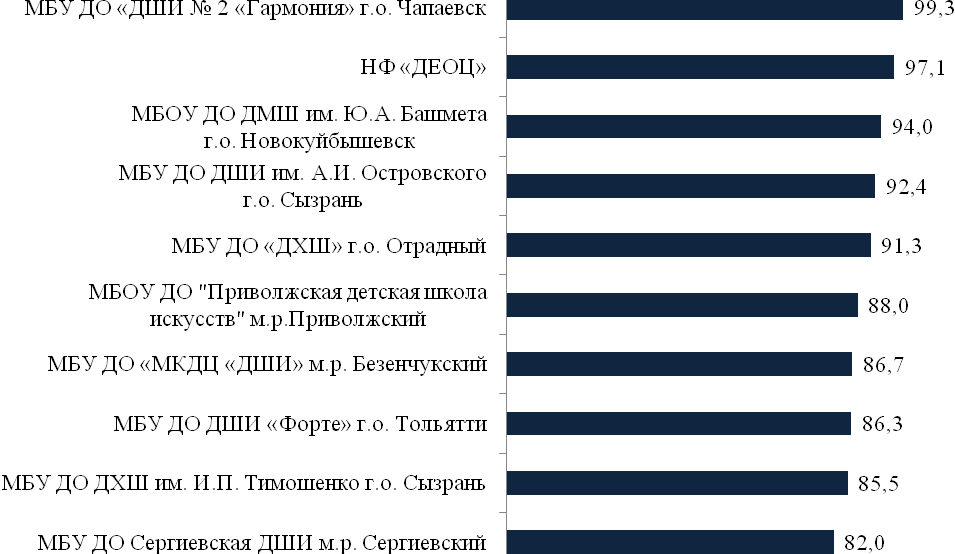 МБУ ДО «ДШИ № 2 «Гармония» г.о. Чапаевск 99,3
НФ «ДЕОЦ» 97,1
МБОУ ДО ДМШ им. Ю.А. Башмета
г.о. Новокуйбышевск 94,0
МБУ ДО ДШИ им. А.И. Островского
г.о. Сызрань 92,4
МБУ ДО «ДХШ» г.о. Отрадный 91,3
МБОУ ДО "Приволжская детская школа
искусств" м.р.Приволжский 88,0
МБУ ДО «МКДЦ «ДШИ» м.р. Безенчукский 86,7
МБУ ДО ДШИ «Форте» г.о. Тольятти 86,3
МБУ ДО ДХШ им. И.П. Тимошенко г.о. Сызрань 85,5
МБУ ДО Сергиевская ДШИ м.р. Сергиевский 82,0